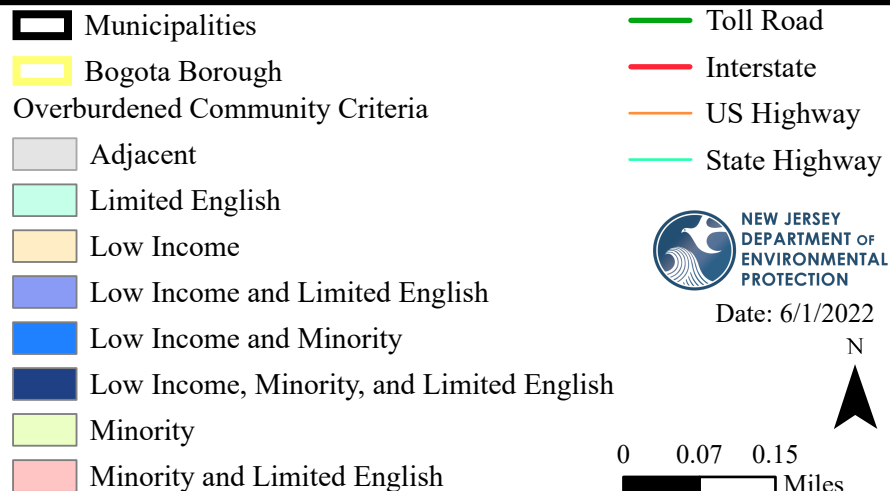 Municipalities
Bogota Borough
Overburdened Community Criteria
Adjacent
Limited English
Low Income
Low Income and Limited English
Low Income and Minority
Low Income, Minority, and Limited English
Minority
Minority and Limited English
Toll Road
Interstate
US Highway
State Highway
NEW JERSEY
DEPARTMENT OF
ENVIRONMENTAL
PROTECTION
Date: 6/1/2022
N
0 0.07 0.15
Miles